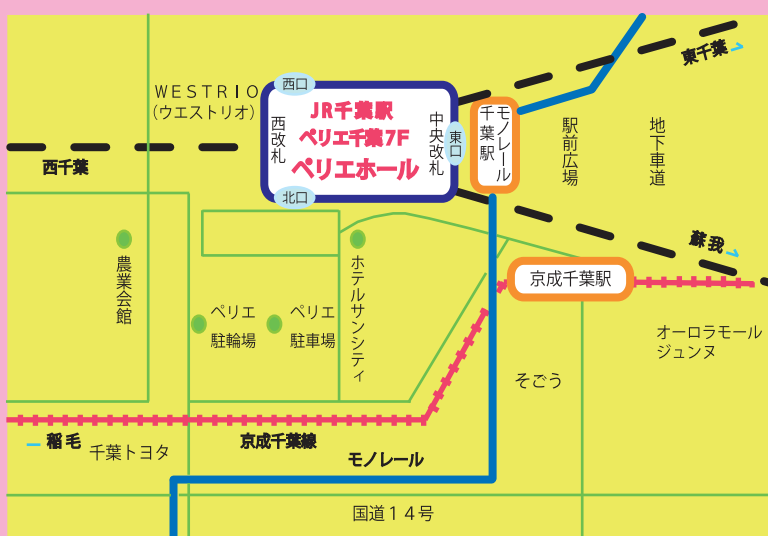 東千葉
西口
ＷＥＳＴＲＩＯ
(ウエストリオ)
JR千葉駅
ペリエ千葉7F
ペリエホール
西改札
中央改札
東口
北口
モノレール
千葉駅
駅前広場
地下車道
西千葉
蘇我
農業会館
ホテルサンシティ
京成千葉駅
ペリエ
駐輪場
ペリエ
駐車場
オーロラモール
ジュンヌ
そごう
稲毛
千葉トヨタ
京成千葉線
モノレール
国道１４号